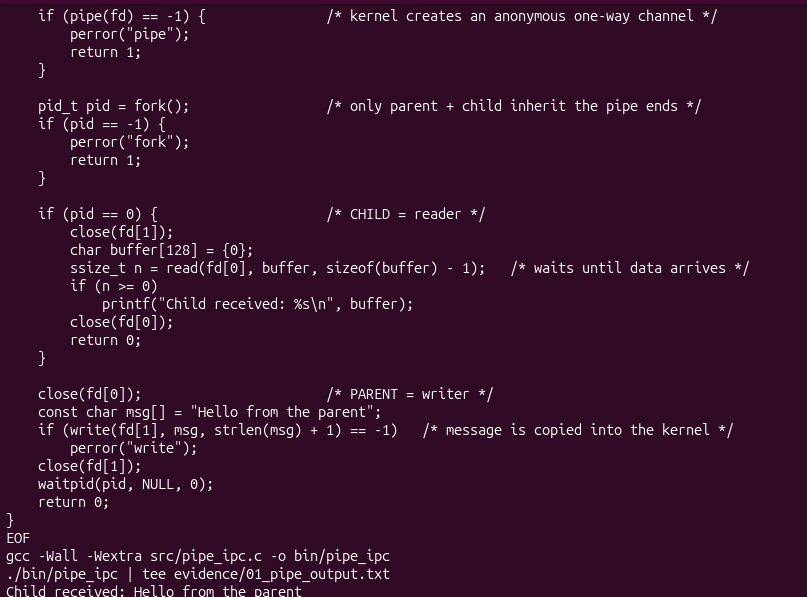 if (pipe(fd) == -1) {               /* kernel creates an anonymous one-way channel */
        perror("pipe");
        return 1;
    }

    pid_t pid = fork();                 /* only parent + child inherit the pipe ends */
    if (pid == -1) {
        perror("fork");
        return 1;
    }

    if (pid == 0) {                     /* CHILD = reader */
        close(fd[1]);
        char buffer[128] = {0};
        ssize_t n = read(fd[0], buffer, sizeof(buffer) - 1);   /* waits until data arrives */
        if (n >= 0)
            printf("Child received: %s\n", buffer);
        close(fd[0]);
        return 0;
    }

    close(fd[0]);                       /* PARENT = writer */
    const char msg[] = "Hello from the parent";
    if (write(fd[1], msg, strlen(msg) + 1) == -1)   /* message is copied into the kernel */
        perror("write");
    close(fd[1]);
    waitpid(pid, NULL, 0);
    return 0;
}
EOF
gcc -Wall -Wextra src/pipe_ipc.c -o bin/pipe_ipc
./bin/pipe_ipc | tee evidence/01_pipe_output.txt
Child received: Hello from the parent